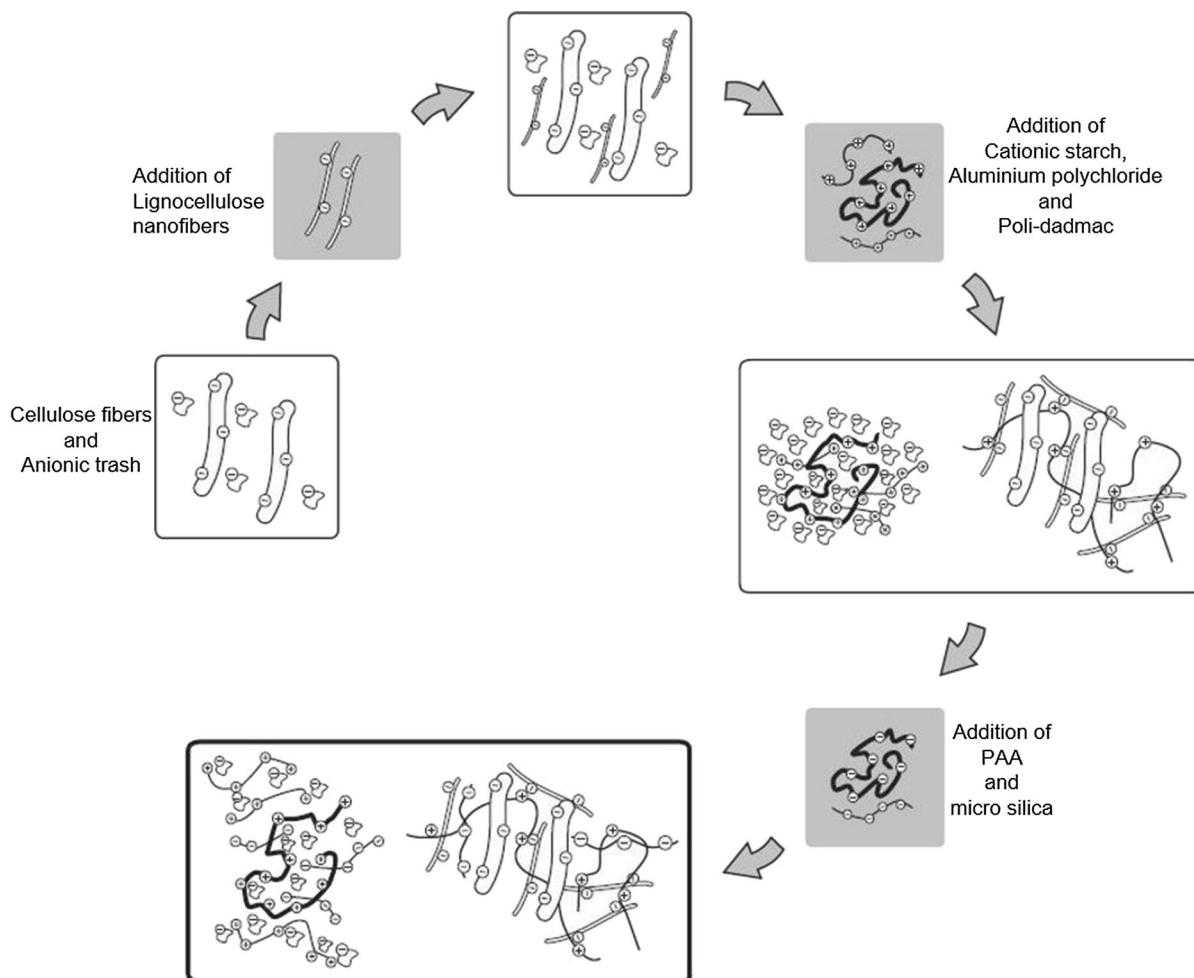 Cellulose fibers
and
Anionic trash
Addition of
Lignocellulose
nanofibers
Addition of
Cationic starch,
Aluminium polychloride
and
Poli-dadmac
Addition of
PAA
and
micro silica